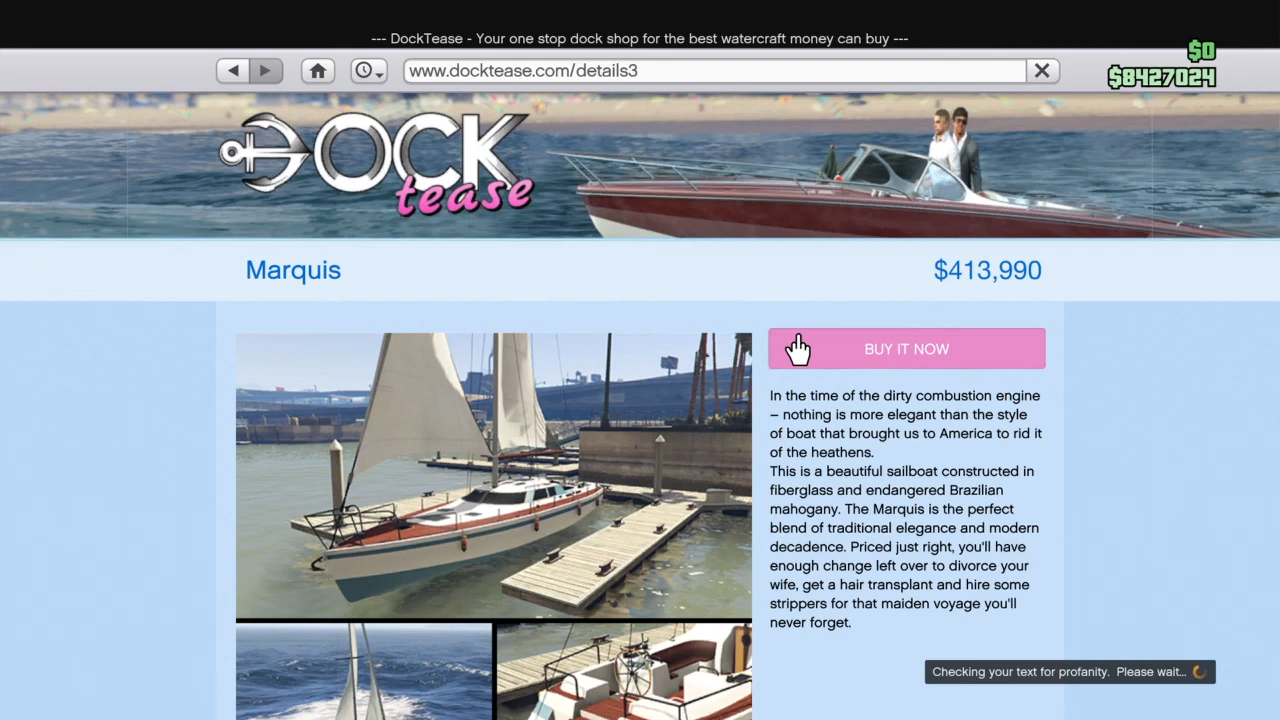 --- DockTease - Your one stop dock shop for the best watercraft money can buy ---
$0
www.docktease.com/details3
$8427024
DOCK
tease
Marquis
$413,990
BUY IT NOW
In the time of the dirty combustion engine
– nothing is more elegant than the style
of boat that brought us to America to rid it
of the heathens.
This is a beautiful sailboat constructed in
fiberglass and endangered Brazilian
mahogany. The Marquis is the perfect
blend of traditional elegance and modern
decadence. Priced just right, you'll have
enough change left over to divorce your
wife, get a hair transplant and hire some
strippers for that maiden voyage you'll
never forget.
Checking your text for profanity. Please wait...